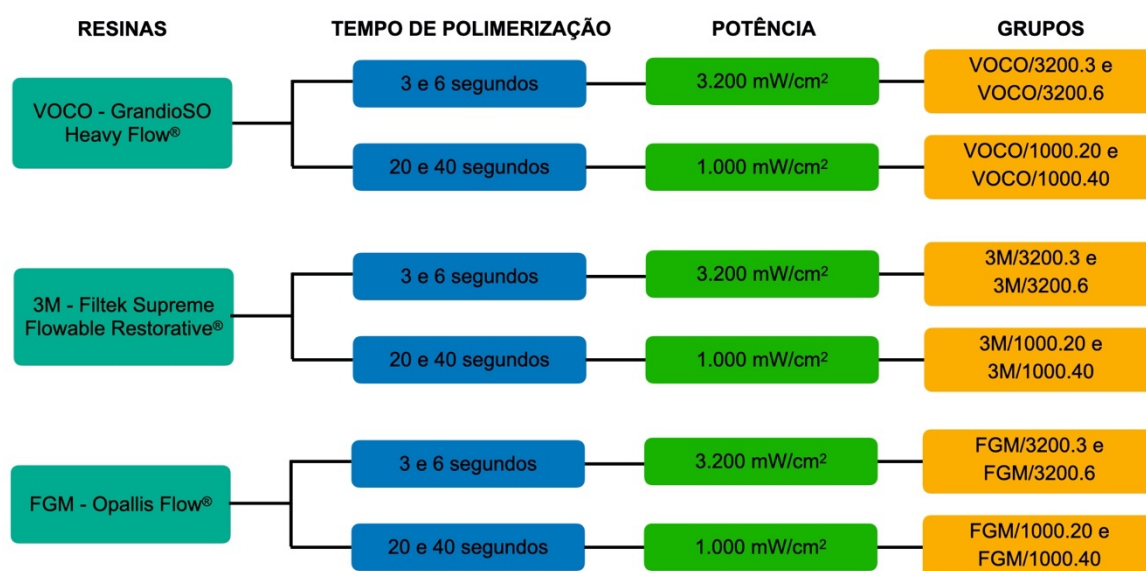 RESINAS
TEMPO DE POLIMERIZAÇÃO
POTÊNCIA
GRUPOS
VOCO - GrandioSO
Heavy Flow®
3 e 6 segundos
3.200 mW/cm²
VOCO/3200.3 e
VOCO/3200.6
20 e 40 segundos
1.000 mW/cm²
VOCO/1000.20 e
VOCO/1000.40
3M - Filtek Supreme
Flowable Restorative®
3 e 6 segundos
3.200 mW/cm²
3M/3200.3 e
3M/3200.6
20 e 40 segundos
1.000 mW/cm²
3M/1000.20 e
3M/1000.40
FGM - Opallis Flow®
3 e 6 segundos
3.200 mW/cm²
FGM/3200.3 e
FGM/3200.6
20 e 40 segundos
1.000 mW/cm²
FGM/1000.20 e
FGM/1000.40